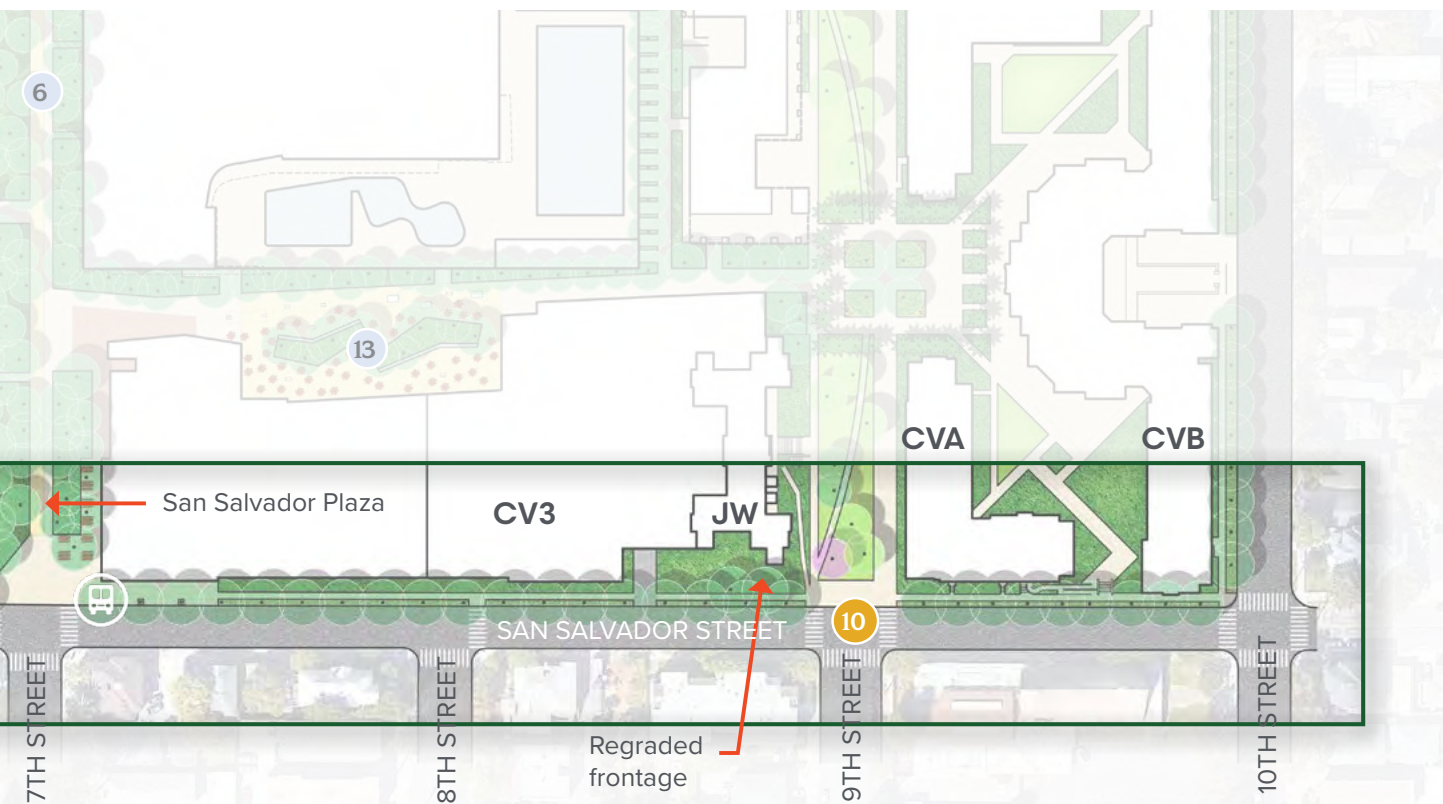 6
13
CVA
CVB
San Salvador Plaza
CV3
JW
10
SAN SALVADOR STREET
7TH STREET
8TH STREET
9TH STREET
10TH STREET
Regraded
frontage